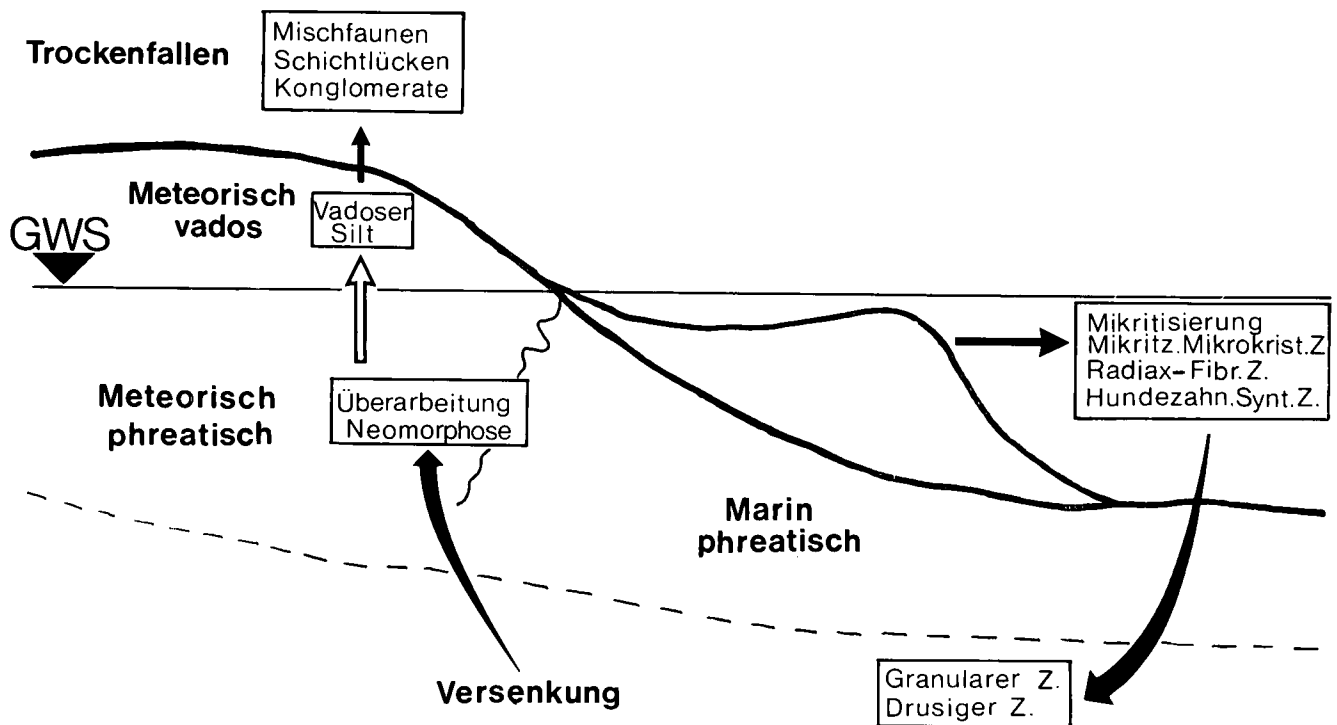 Trockenfallen
Mischfaunen
Schichtlücken
Konglomerate
Meteorisch
vados
Vadoser
Silt
GWS
Mikritisierung
Mikritz.Mikrokrist.Z
Radiax-Fibr.Z.
Hundezahn.Synt.Z.
Meteorisch
phreatisch
Überarbeitung
Neomorphose
Marin
phreatisch
Versenkung
Granularer Z.
Drusiger Z.